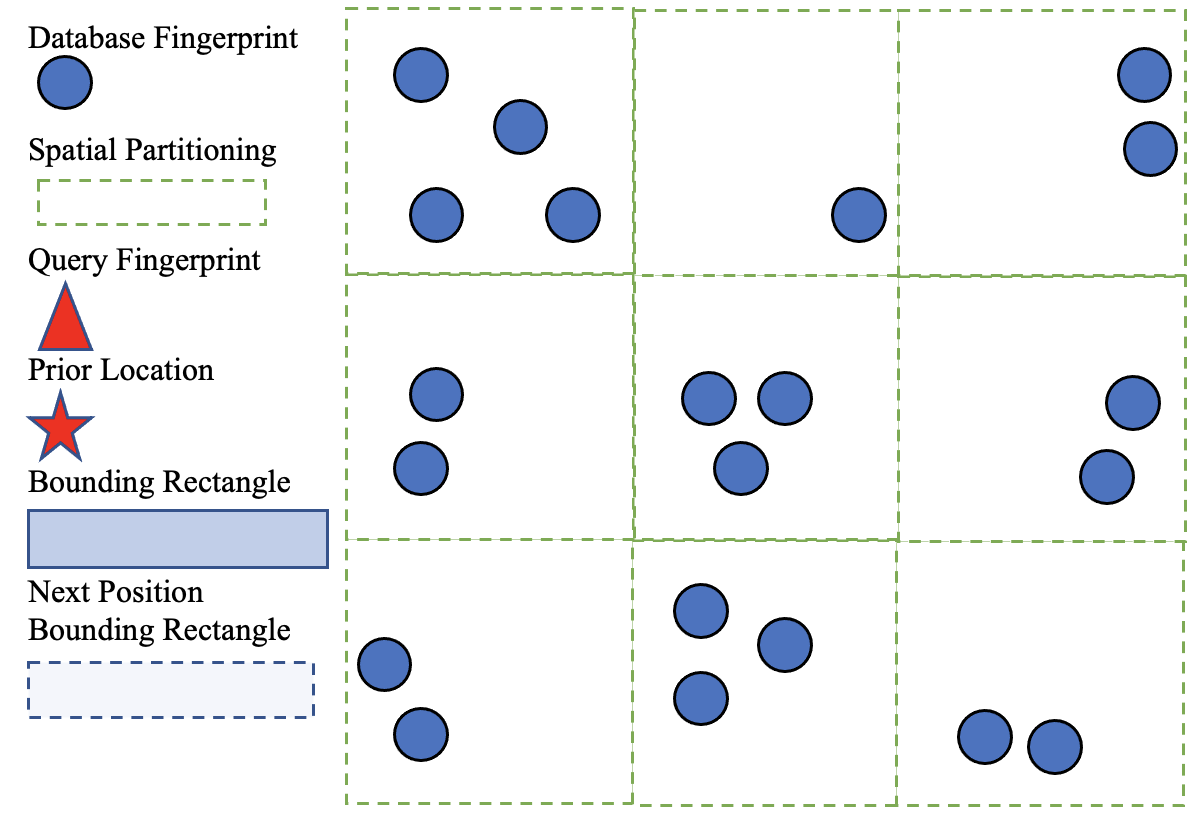 Database Fingerprint
Spatial Partitioning
Query Fingerprint
Prior Location
Bounding Rectangle
Next Position
Bounding Rectangle